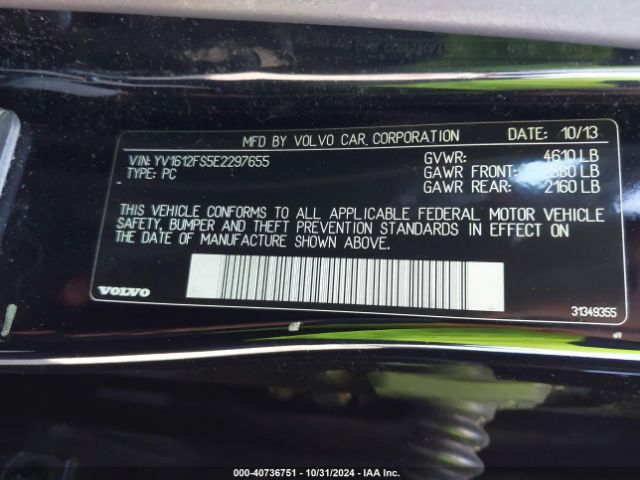 MFD BY VOLVO CAR CORPORATION DATE: 10/13
VIN: YV1612FS5E2297655 GVWR: 4610 LB
TYPE: PC GAWR FRONT: LB
GAWR REAR: 2160 LB
THIS VEHICLE CONFORMS TO ALL APPLICABLE FEDERAL MOTOR VEHICLE
SAFETY, BUMPER AND THEFT PREVENTION STANDARDS IN EFFECT ON
THE DATE OF MANUFACTURE SHOWN ABOVE.
VOLVO 31349355
000-40736751 - 10/31/2024 - IAA Inc.